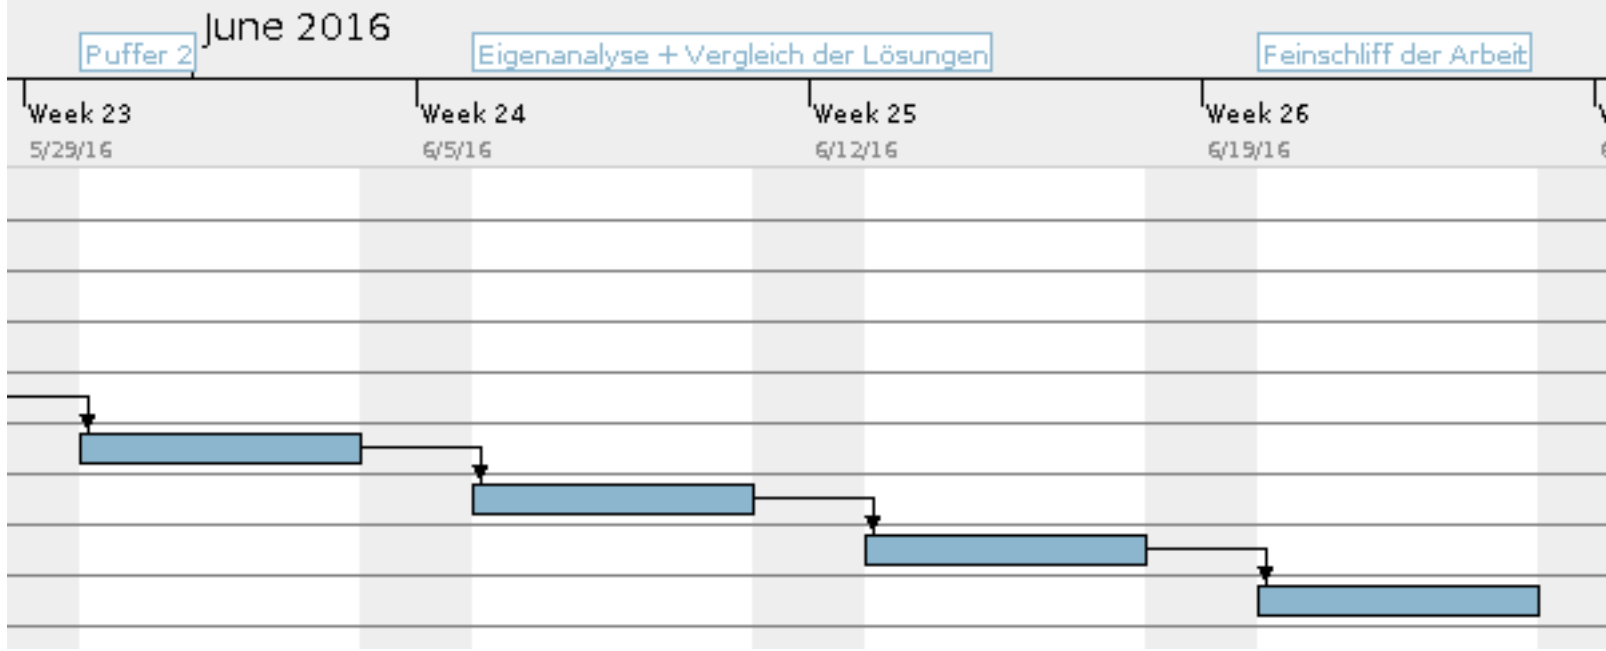 June 2016
Puffer 2
Eigenanalyse + Vergleich der Lösungen
Feinschliff der Arbeit
Week 23
Week 24
Week 25
Week 26
5/29/16
6/5/16
6/12/16
6/19/16